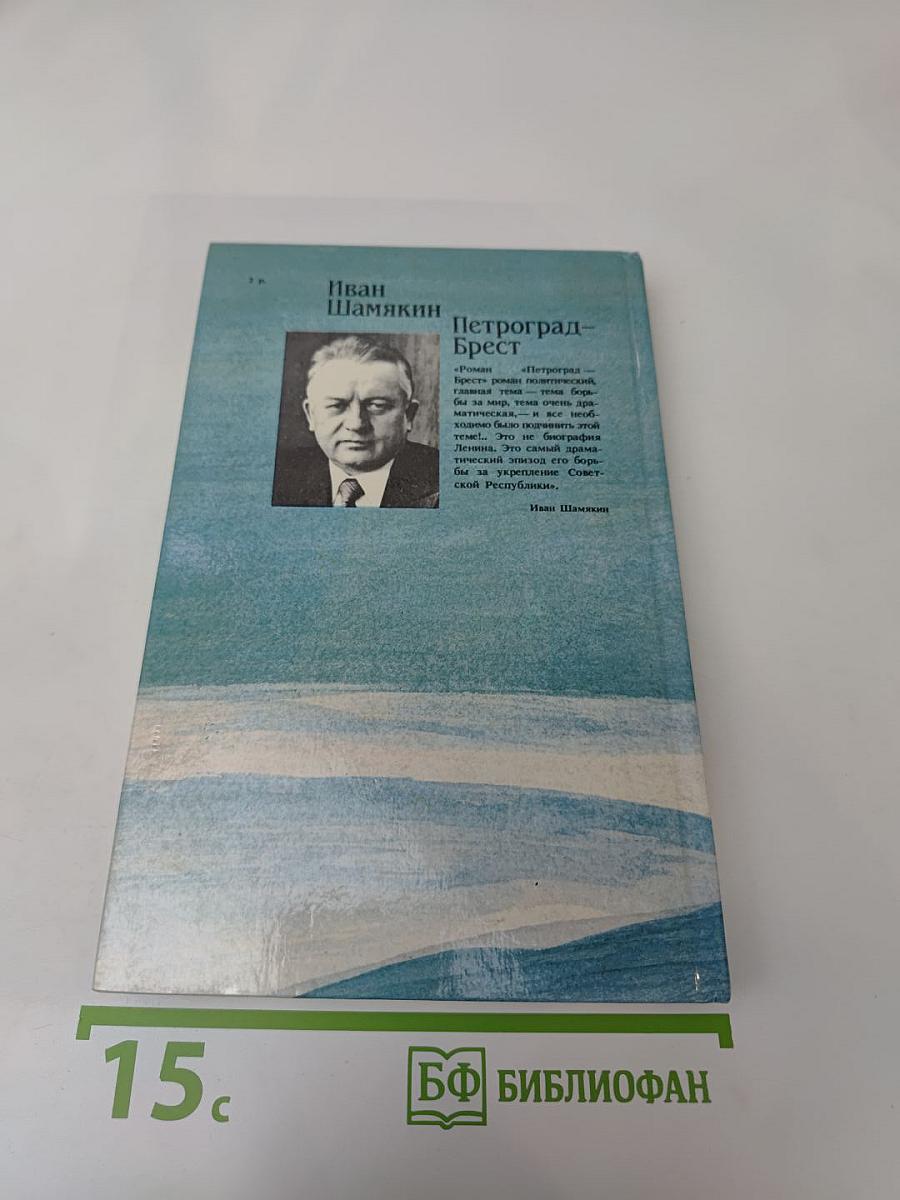 2 р.
Иван
Шамякин
Петроград—
Брест
«Роман «Петроград —
Брест» роман политический,
главная тема — тема борь-
бы за мир, тема очень дра-
матическая,— и все необ-
ходимо было подчинить этой
теме!.. Это не биография
Ленина. Это самый драма-
тический эпизод его борь-
бы за укрепление Совет-
ской Республики».
Иван Шамякин
15 с
БФ БИБЛИОФАН